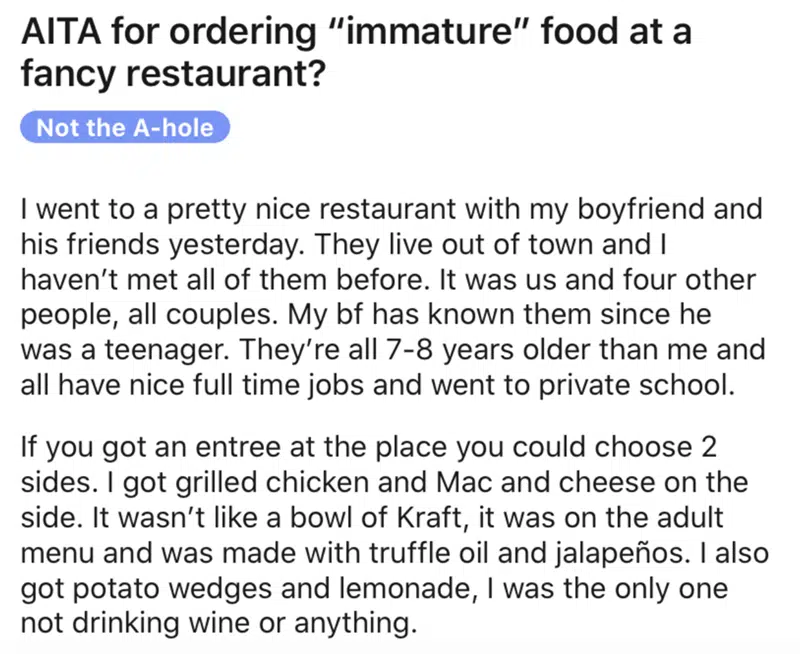 AITA for ordering “immature” food at a
fancy restaurant?
Not the A-hole
I went to a pretty nice restaurant with my boyfriend and
his friends yesterday. They live out of town and I
haven’t met all of them before. It was us and four other
people, all couples. My bf has known them since he
was a teenager. They’re all 7-8 years older than me and
all have nice full time jobs and went to private school.
If you got an entree at the place you could choose 2
sides. I got grilled chicken and Mac and cheese on the
side. It wasn’t like a bowl of Kraft, it was on the adult
menu and was made with truffle oil and jalapeños. I also
got potato wedges and lemonade, I was the only one
not drinking wine or anything.